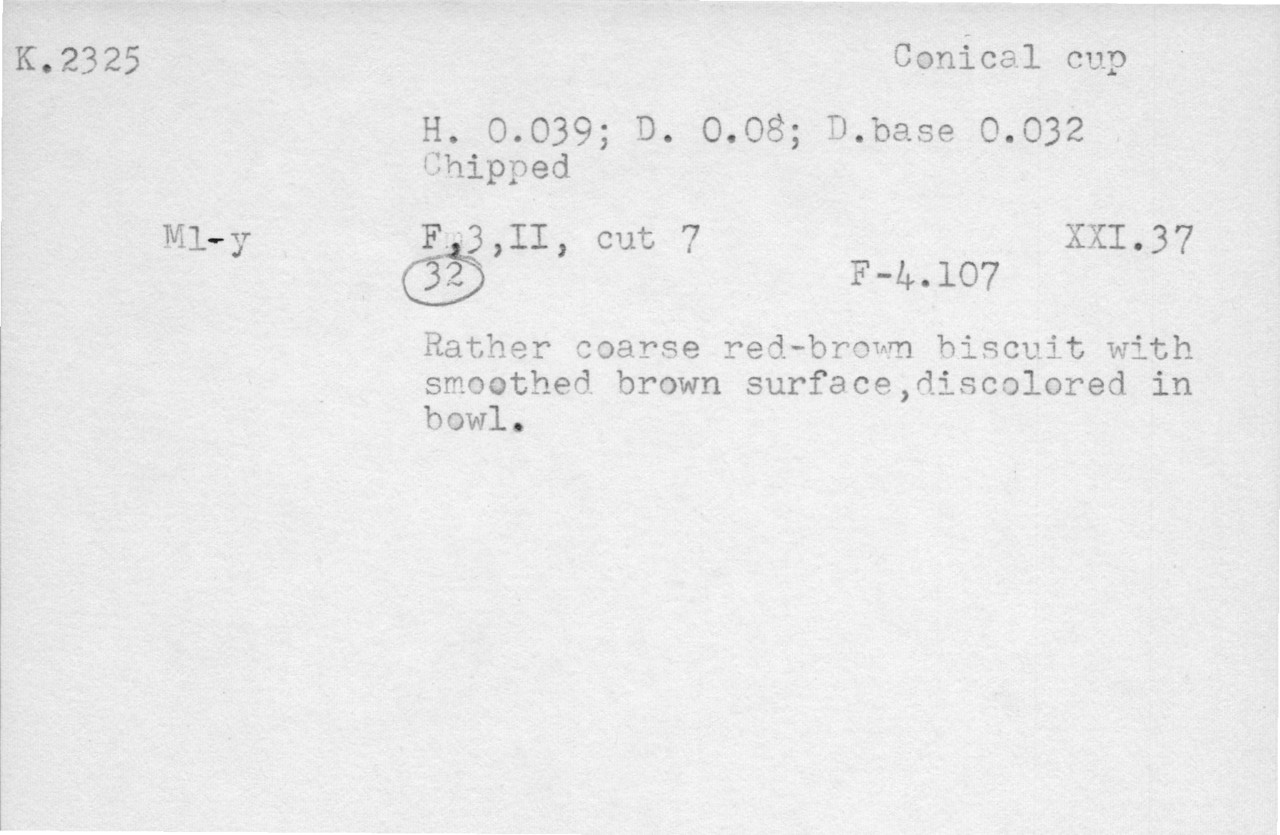 K.2325 Conical cup
H. 0.039; D. 0.08; D.base 0.032
Chipped
Ml-y F,3,II, cut 7 XXI.37
32 F-4.107
Rather coarse red-brown biscuit with
smoothed brown surface,discolored in
bowl.